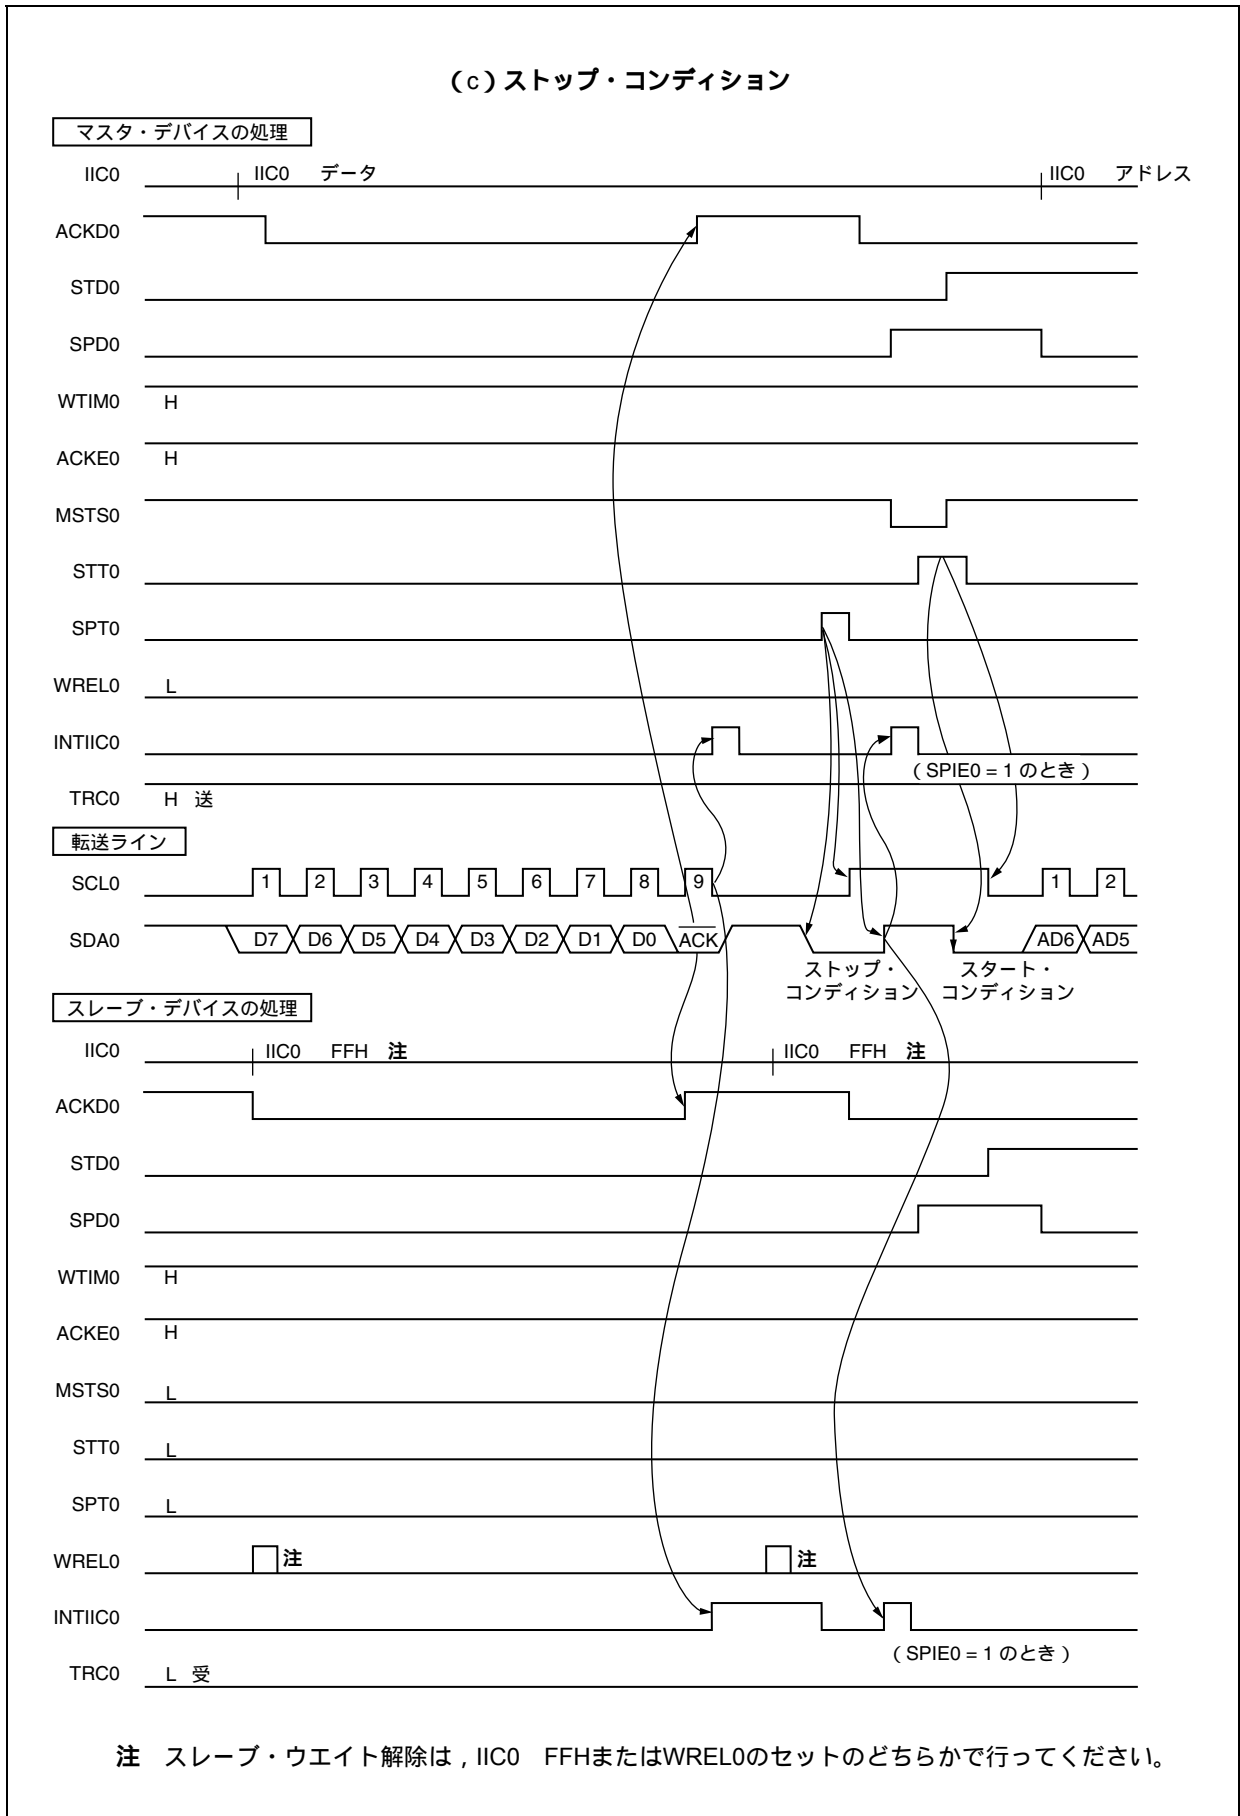 （c）ストップ・コンディション
マスタ・デバイスの処理
IIC0 IIC0 データ IIC0 アドレス
ACKD0
STD0
SPD0
WTIM0 H
ACKE0 H
MSTS0
STT0
SPT0
WREL0 L
INTIIC0
（SPIE0 = 1 のとき）
TRC0 H 送
転送ライン
SCL0 1 2 3 4 5 6 7 8 9 1 2
SDA0 D7 D6 D5 D4 D3 D2 D1 D0 ACK AD6 AD5
ストップ・
コンディション
スタート・
コンディション
スレーブ・デバイスの処理
IIC0 IIC0 FFH 注 IIC0 FFH 注
ACKD0
STD0
SPD0
WTIM0 H
ACKE0 H
MSTS0 L
STT0 L
SPT0 L
WREL0 注 注
INTIIC0
（SPIE0 = 1 のとき）
TRC0 L 受
注 スレーブ・ウエイト解除は，IIC0 FFHまたはWREL0のセットのどちらかで行ってください。